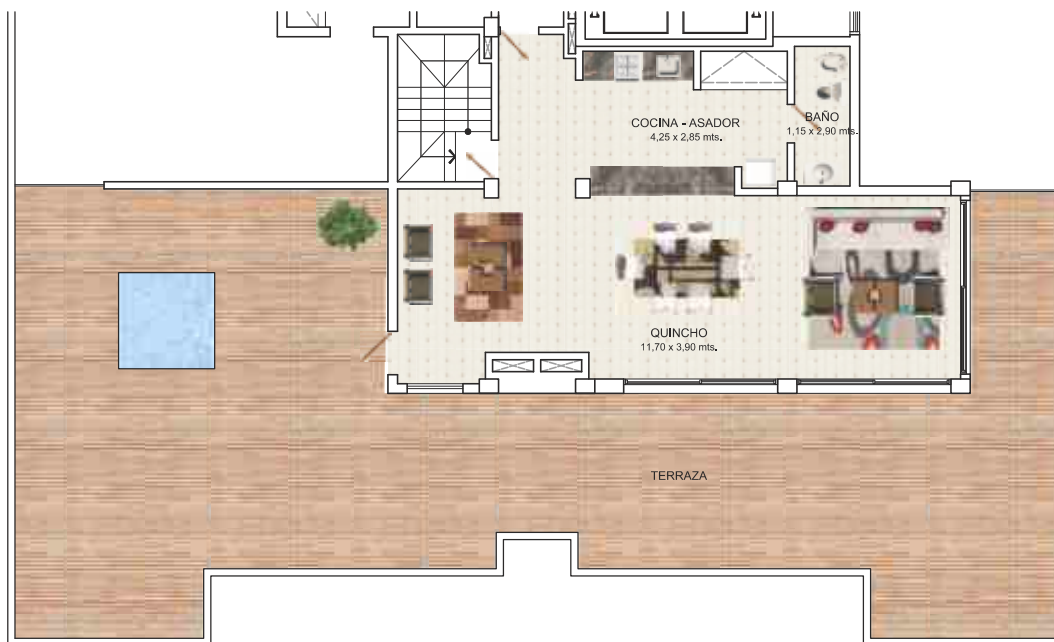 COCINA - ASADOR
4,25 x 2,85 mts.
BAÑO
1,15 x 2,90 mts.
QUINCHO
11,70 x 3,90 mts.
TERRAZA